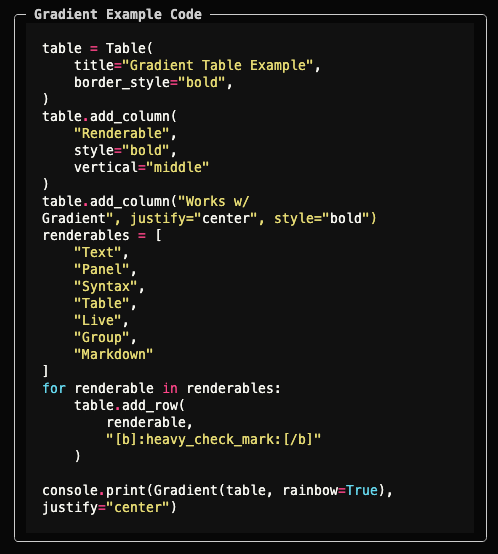 Gradient Example Code
table = Table(
    title="Gradient Table Example",
    border_style="bold",
)
table.add_column(
    "Renderable",
    style="bold",
    vertical="middle"
)
table.add_column("Works w/
Gradient", justify="center", style="bold")
renderables = [
    "Text",
    "Panel",
    "Syntax",
    "Table",
    "Live",
    "Group",
    "Markdown"
]
for renderable in renderables:
    table.add_row(
        renderable,
        "[b]:heavy_check_mark:[/b]"
    )

console.print(Gradient(table, rainbow=True),
justify="center")